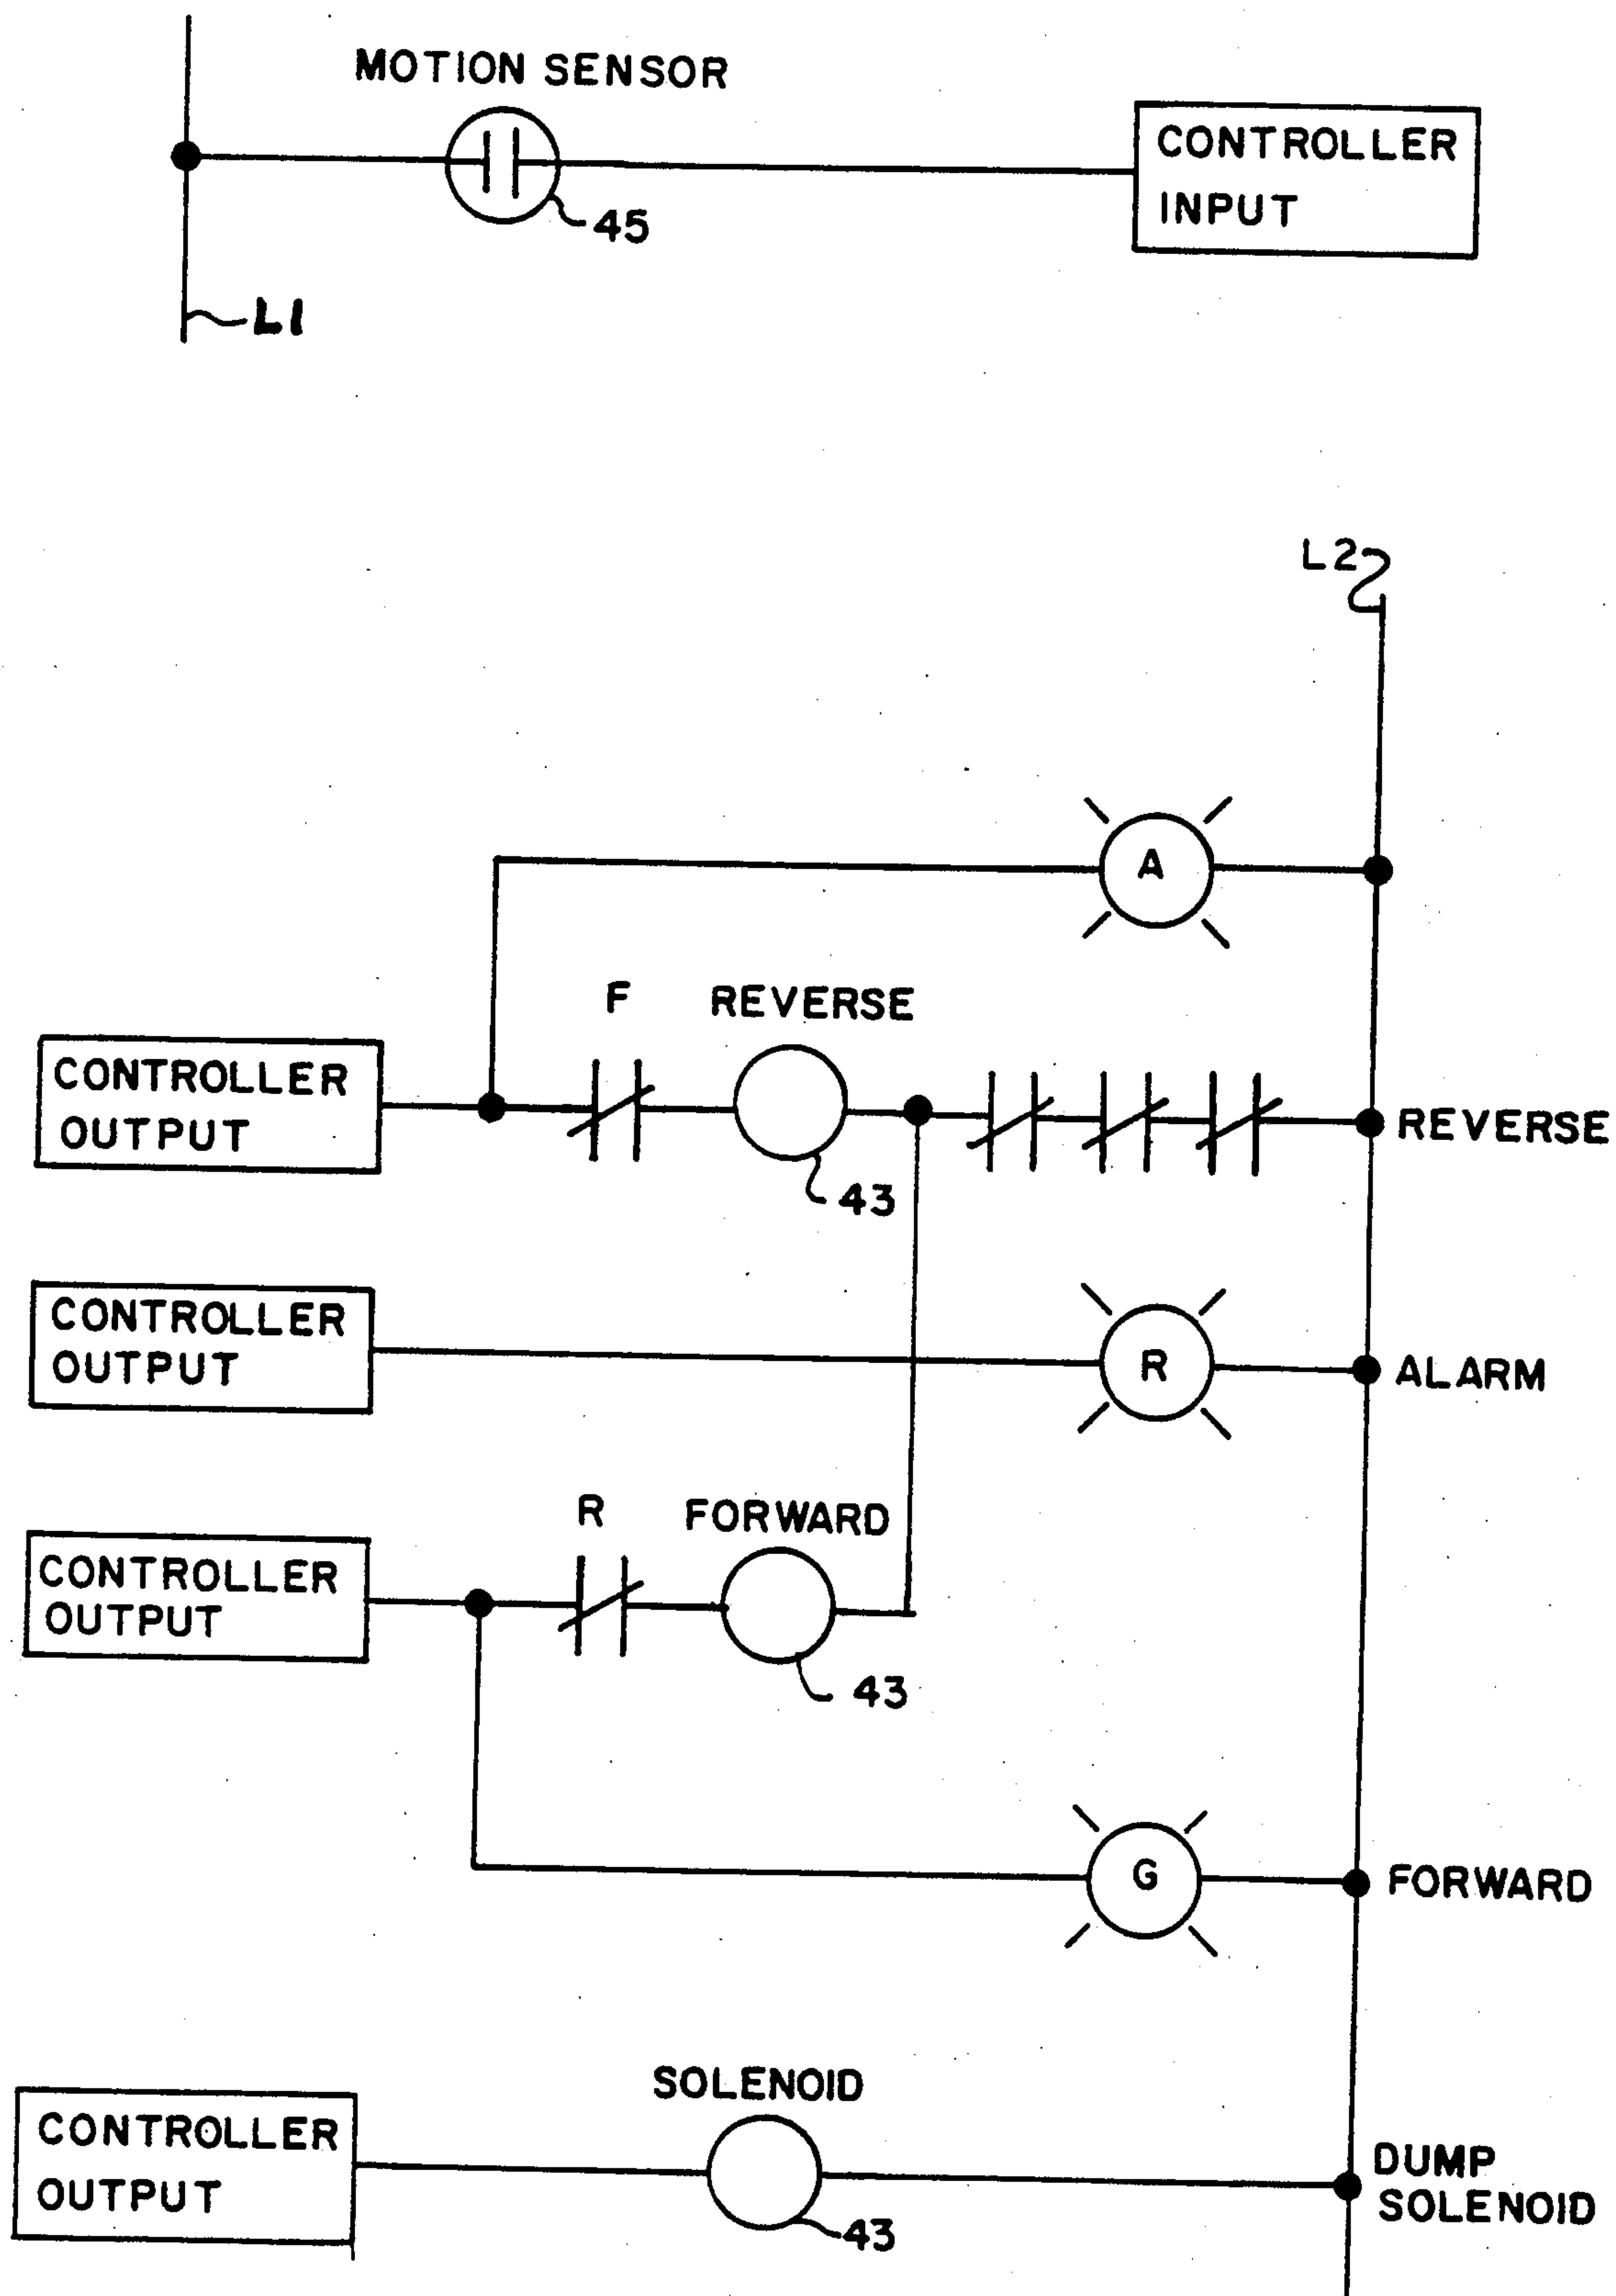 MOTION SENSOR
CONTROLLER
INPUT
45
L1
L2
A
F
REVERSE
CONTROLLER
OUTPUT
REVERSE
43
CONTROLLER
OUTPUT
R
ALARM
R
FORWARD
CONTROLLER
OUTPUT
43
G
FORWARD
SOLENOID
CONTROLLER
OUTPUT
DUMP
SOLENOID
43